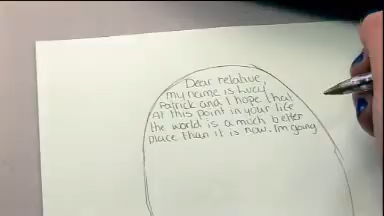 Dear relative,
my name is Lucy
Patrick and I hope that
At this point in your life
the world is a much better
place than it is now. I'm going